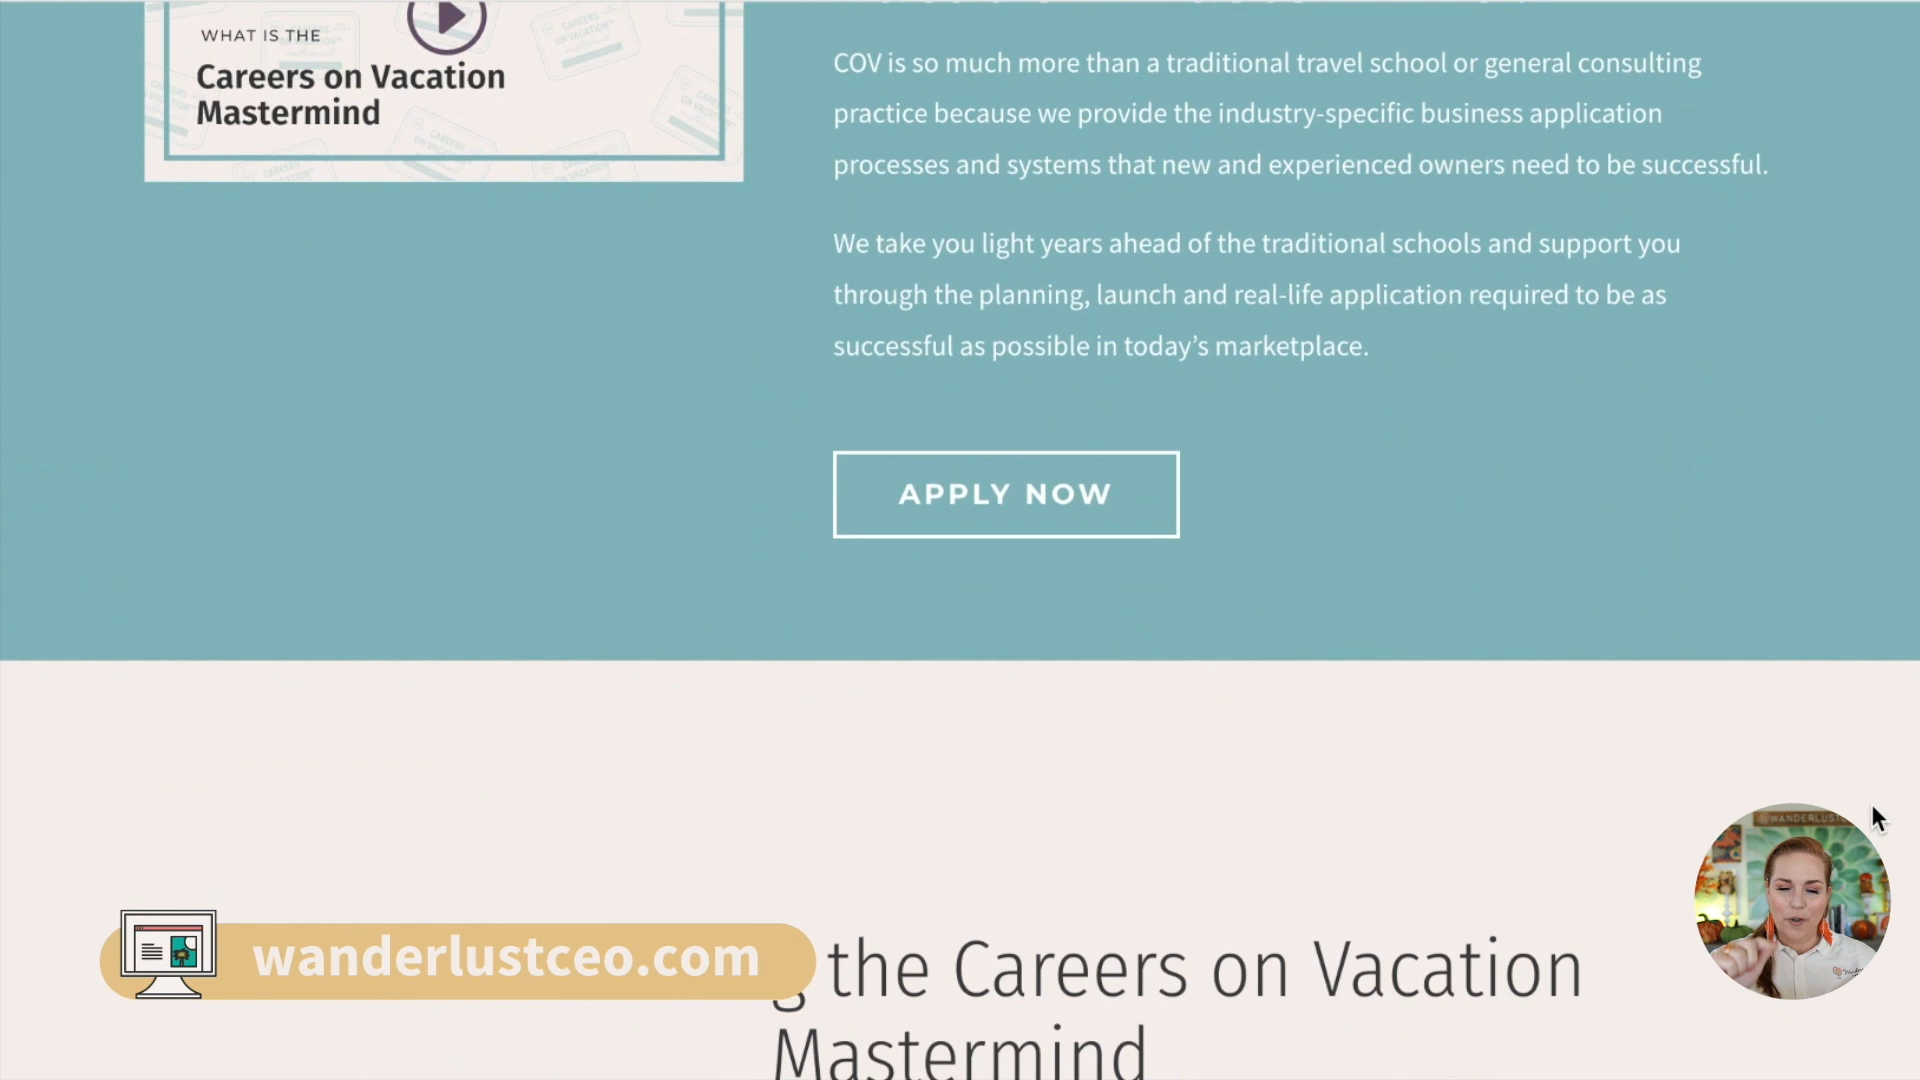 WHAT IS THE
Careers on Vacation
Mastermind
COV is so much more than a traditional travel school or general consulting
practice because we provide the industry-specific business application
processes and systems that new and experienced owners need to be successful.
We take you light years ahead of the traditional schools and support you
through the planning, launch and real-life application required to be as
successful as possible in today’s marketplace.
APPLY NOW
wanderlustceo.com
the Careers on Vacation
Mastermind